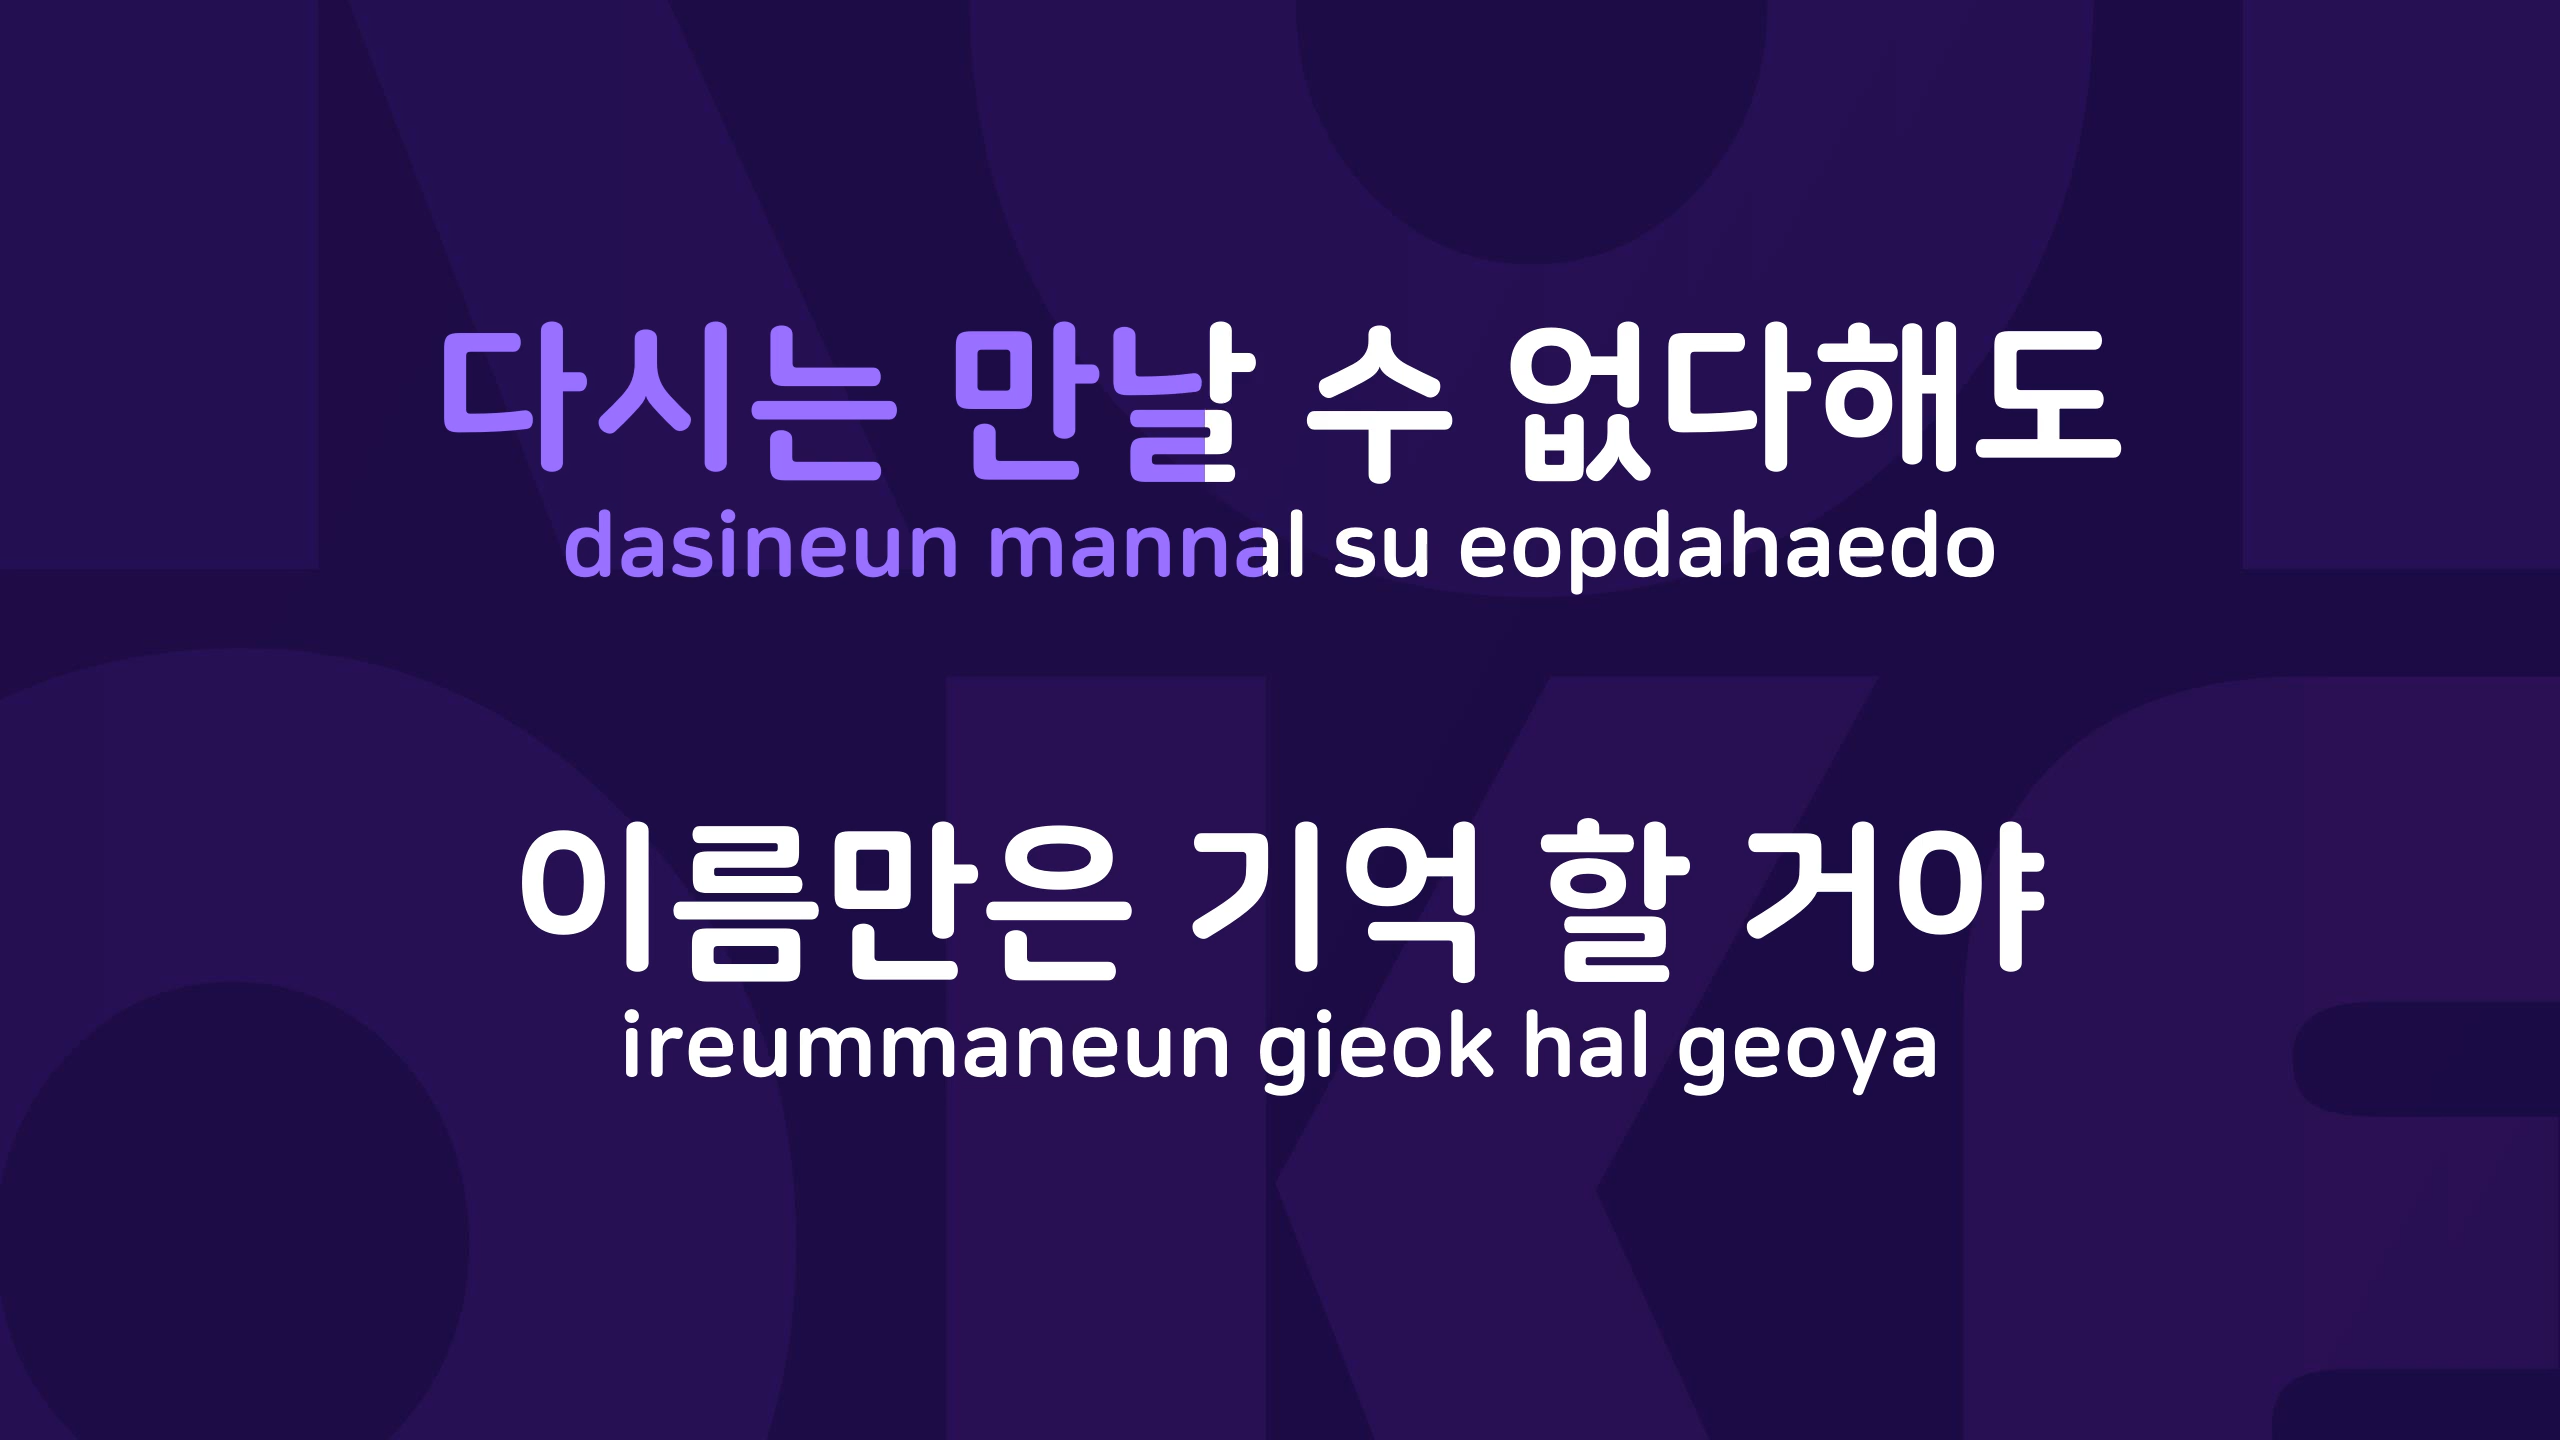 다시는 만날 수 없다해도
dasineun mannal su eopdahaedo
이름만은 기억 할 거야
ireummaneun gieok hal geoya